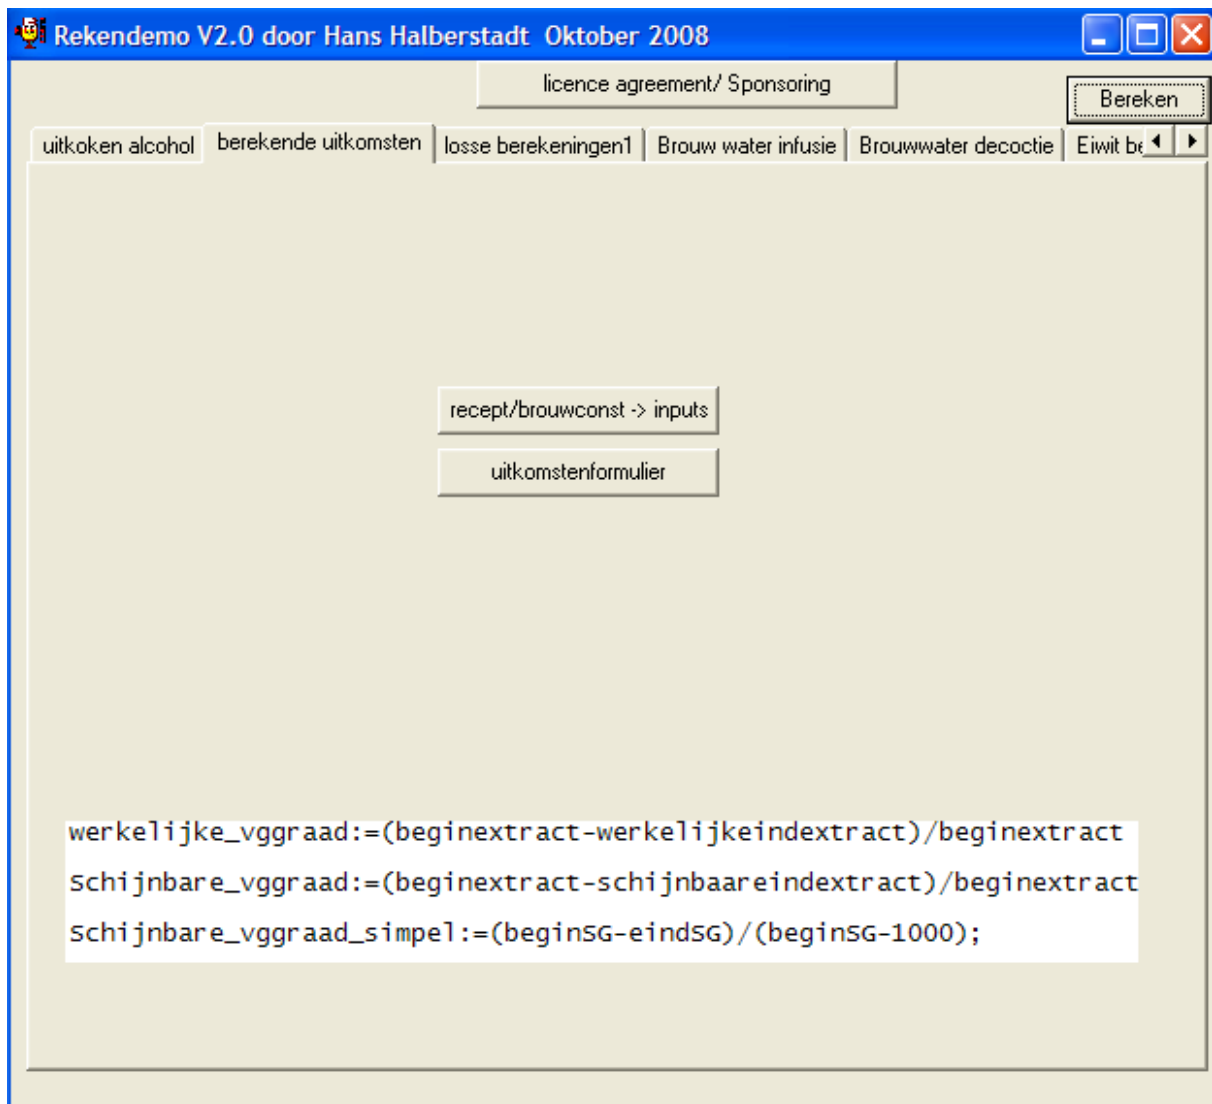 Rekendemo V2.0 door Hans Halberstadt Oktober 2008
licence agreement/ Sponsoring
Bereken
uitkoken alcohol berekende uitkomsten losse berekeningen1 Brouw water infusie Brouwwater decoctie Eiwit be
recept/brouwconst -> inputs
uitkomstenformulier
werkelijke_vggraad:=(beginextract-werkelijkeindextract)/beginextract
Schijnbare_vggraad:=(beginextract-schijnbaareindextract)/beginextract
Schijnbare_vggraad_simpel:=(beginSG-eindSG)/(beginSG-1000);